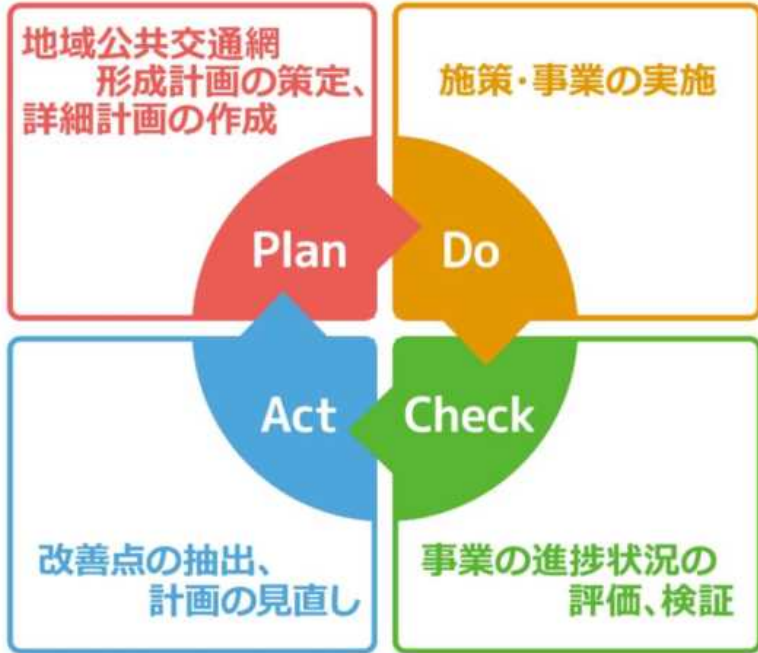 地域公共交通網
形成計画の策定、
詳細計画の作成
施策・事業の実施
Plan
Do
Act
Check
改善点の抽出、
計画の見直し
事業の進捗状況の
評価、検証